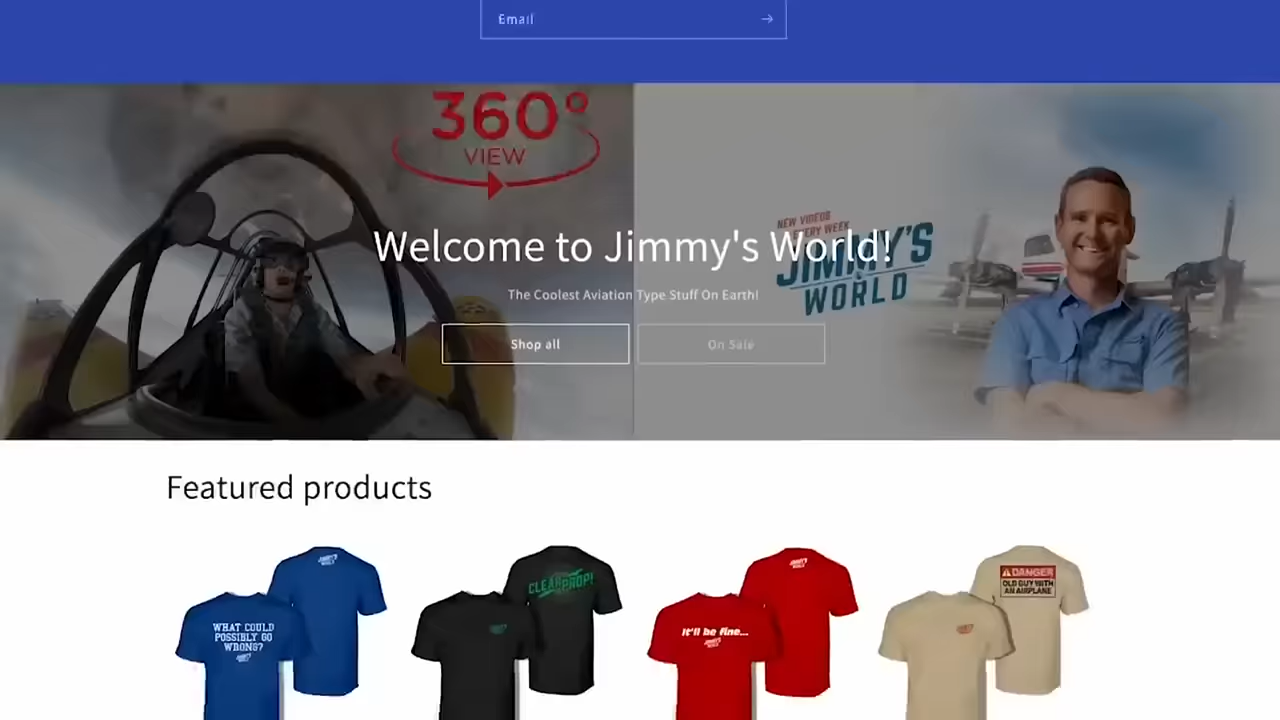 Email
360°
VIEW
Welcome to Jimmy's World!
NEW VIDEOS
EVERY WEEK
JIMMY'S
WORLD
The Coolest Aviation Type Stuff On Earth!
Shop all
On Sale
Featured products
WHAT COULD
POSSIBLY GO
WRONG?
CLEAR PROP!
It'll be fine...
DANGER
OLD GUY WITH
AN AIRPLANE